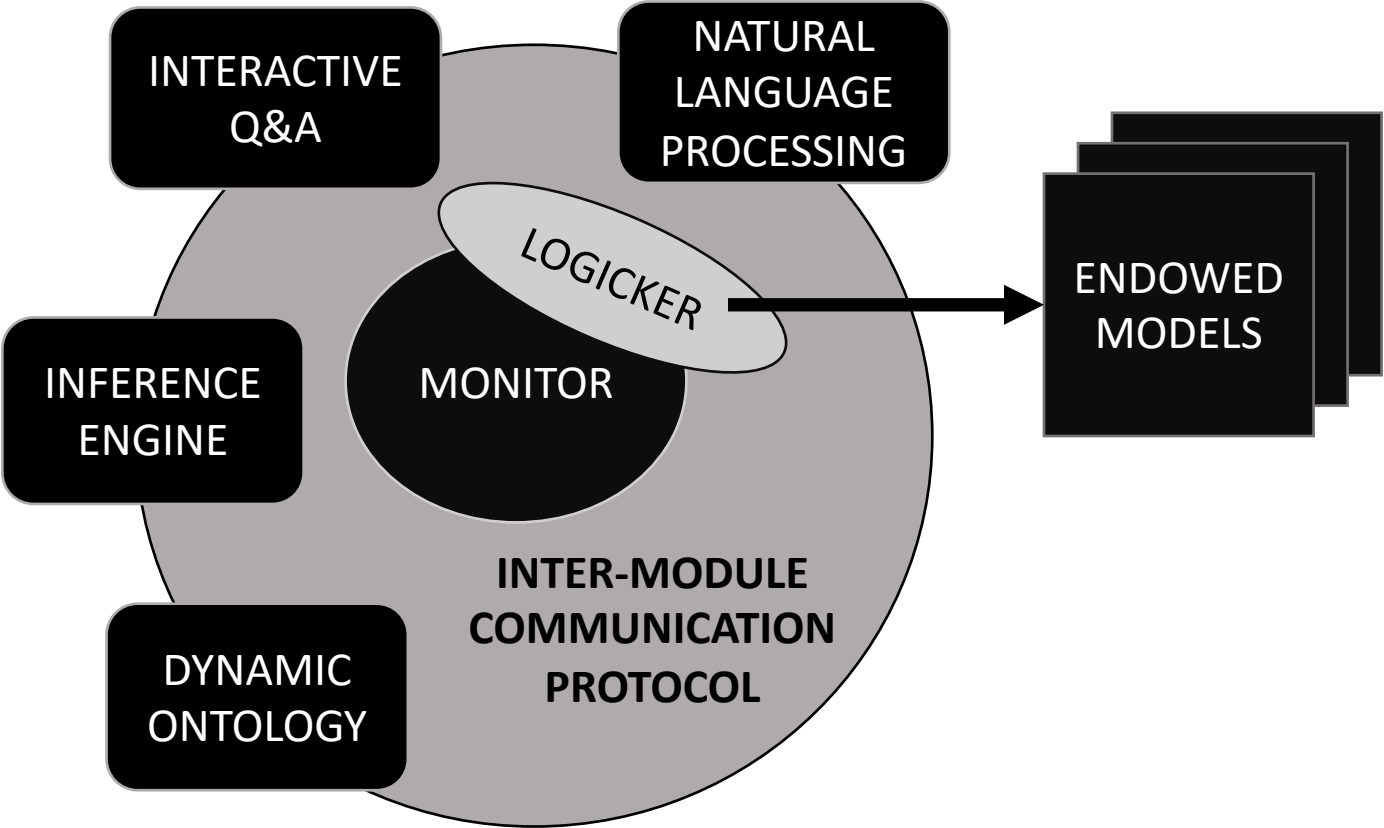 INTERACTIVE
Q&A
NATURAL
LANGUAGE
PROCESSING
LOGICKER
ENDOWED
MODELS
MONITOR
INFERENCE
ENGINE
INTER-MODULE
COMMUNICATION
PROTOCOL
DYNAMIC
ONTOLOGY